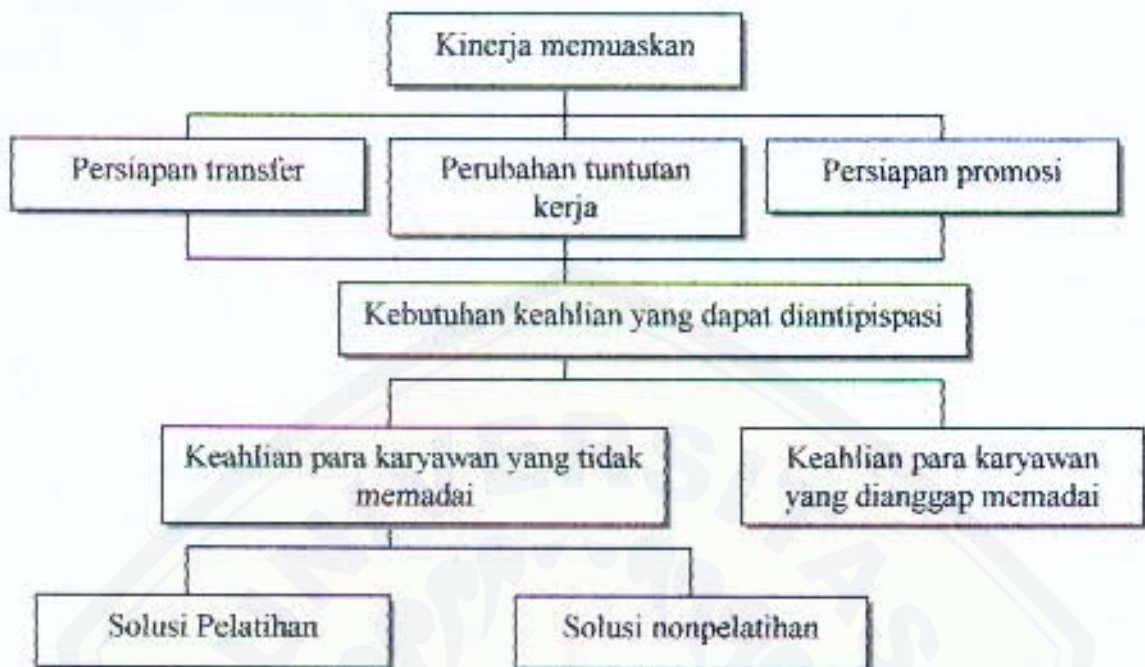 Kinerja memuaskan
Persiapan transfer
Perubahan tuntutan
kerja
Persiapan promosi
Kebutuhan keahlian yang dapat diantipispasi
Keahlian para karyawan yang tidak
memadai
Keahlian para karyawan
yang dianggap memadai
Solusi Pelatihan
Solusi nonpelatihan
UNIVERSITAS